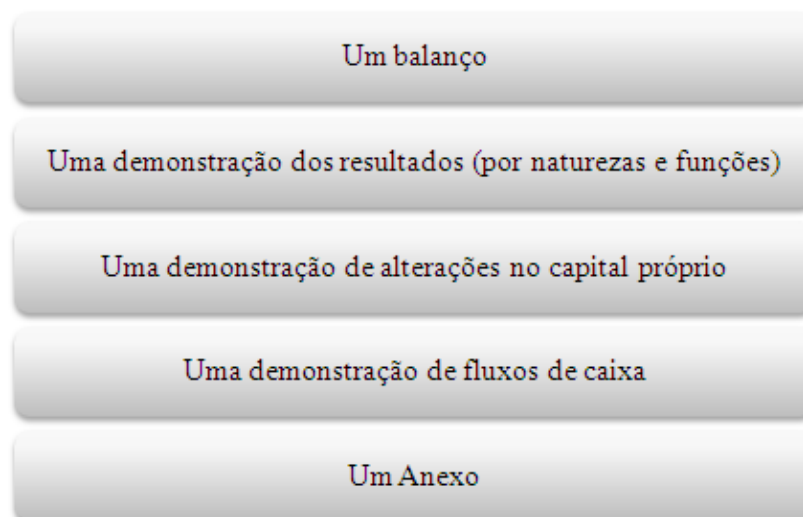 Um balanço
Uma demonstração dos resultados (por naturezas e funções)
Uma demonstração de alterações no capital próprio
Uma demonstração de fluxos de caixa
Um Anexo